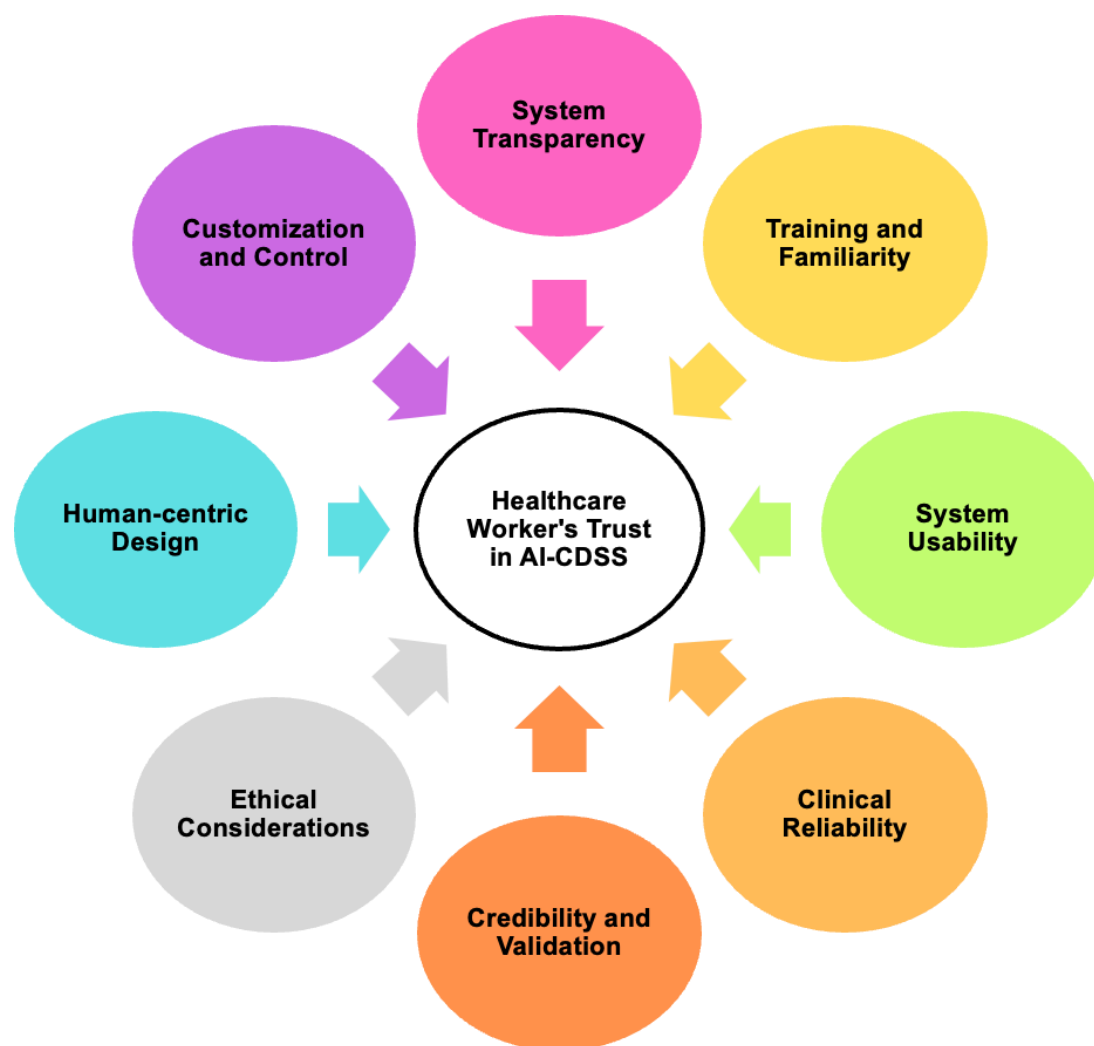 System
Transparency
Customization
and Control
Training and
Familiarity
Human-centric
Design
Healthcare
Worker's Trust
in AI-CDSS
System
Usability
Ethical
Considerations
Clinical
Reliability
Credibility and
Validation